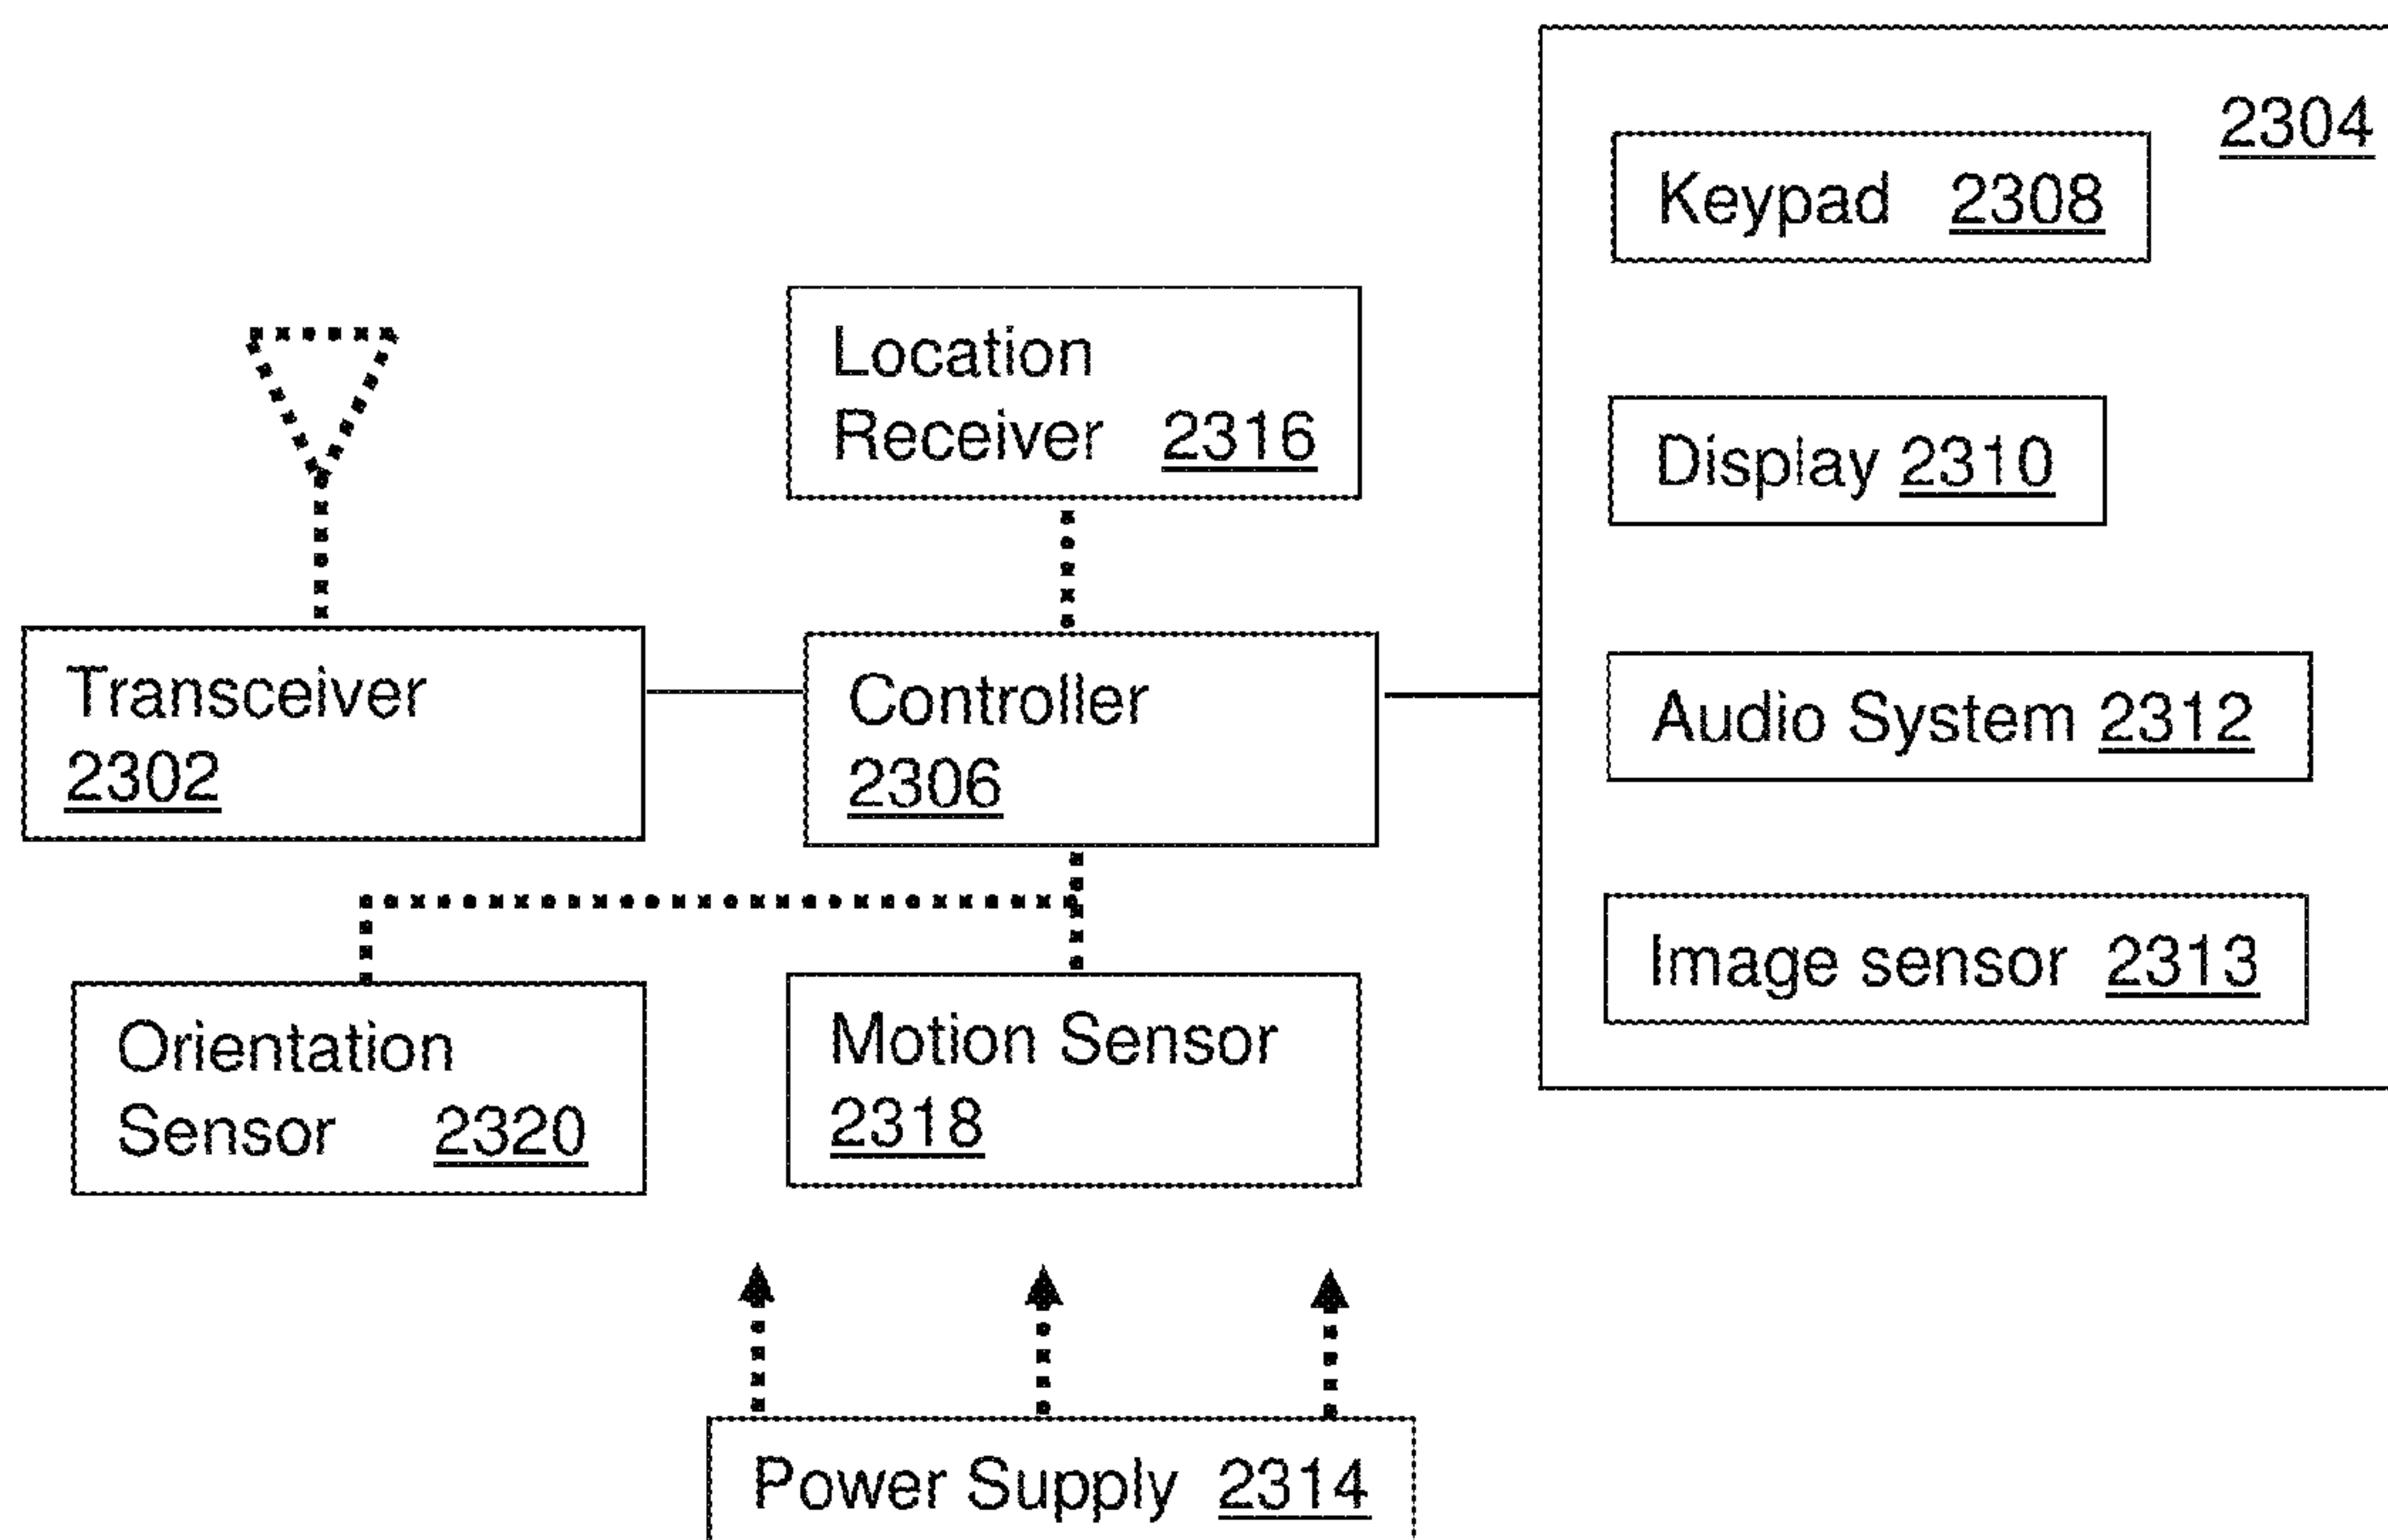 2304
Keypad 2308
Location
Receiver 2316
Display 2310
Transceiver
2302
Controller
2306
Audio System 2312
Image sensor 2313
Orientation
Sensor 2320
Motion Sensor
2318
Power Supply 2314